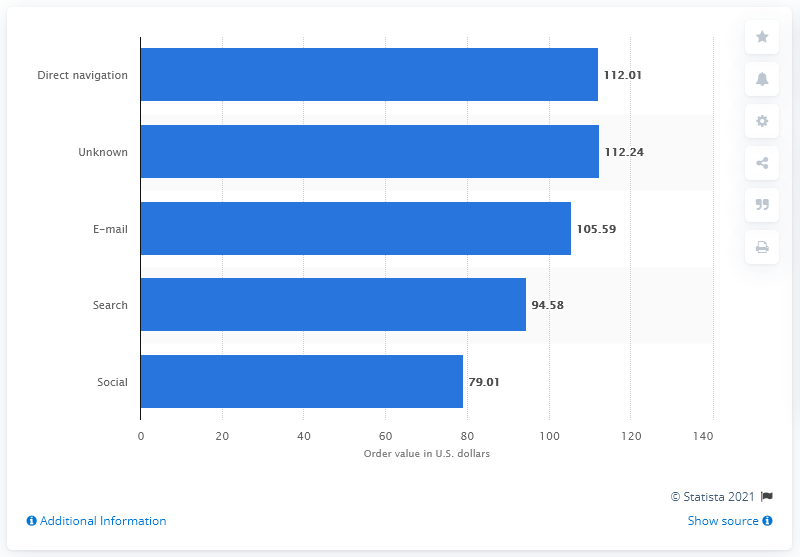 Direct navigation 112.01
Unknown 112.24
E-mail 105.59
Search 94.58
Social 79.01
0 20 40 60 80 100 120 140
Order value in U.S. dollars
© Statista 2021
Additional Information Show source